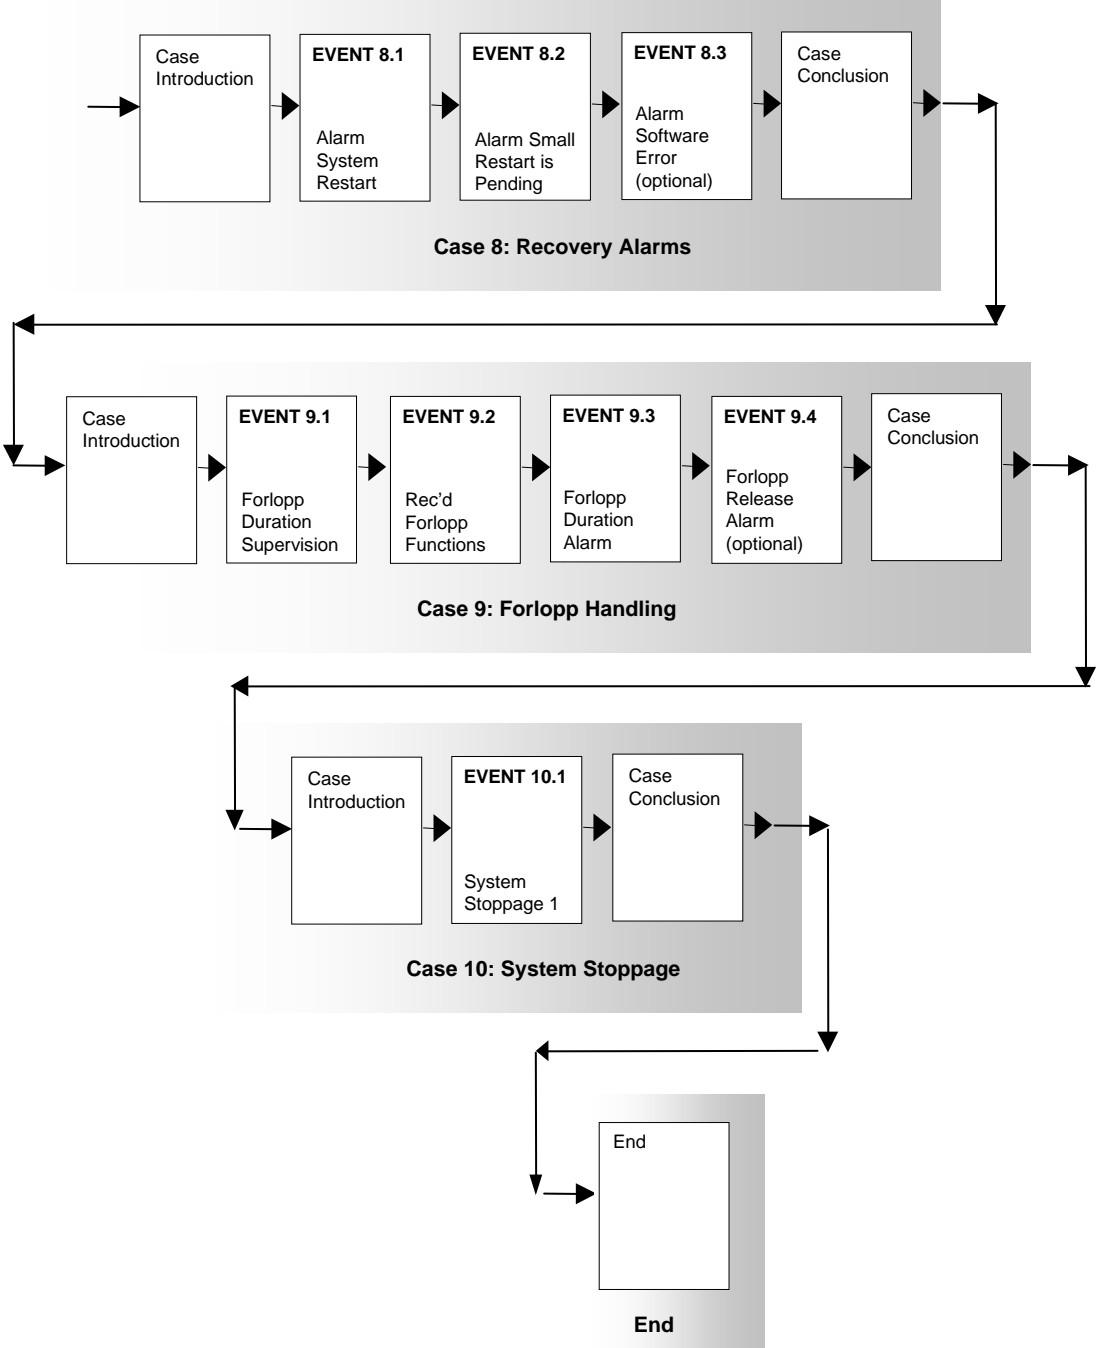 Case
Introduction
EVENT 8.1
Alarm
System
Restart
EVENT 8.2
Alarm Small
Restart is
Pending
EVENT 8.3
Alarm
Software
Error
(optional)
Case
Conclusion
Case 8: Recovery Alarms
Case
Introduction
EVENT 9.1
Forlopp
Duration
Supervision
EVENT 9.2
Rec'd
Forlopp
Functions
EVENT 9.3
Forlopp
Duration
Alarm
EVENT 9.4
Forlopp
Release
Alarm
(optional)
Case
Conclusion
Case 9: Forlopp Handling
Case
Introduction
EVENT 10.1
System
Stoppage 1
Case
Conclusion
Case 10: System Stoppage
End
End